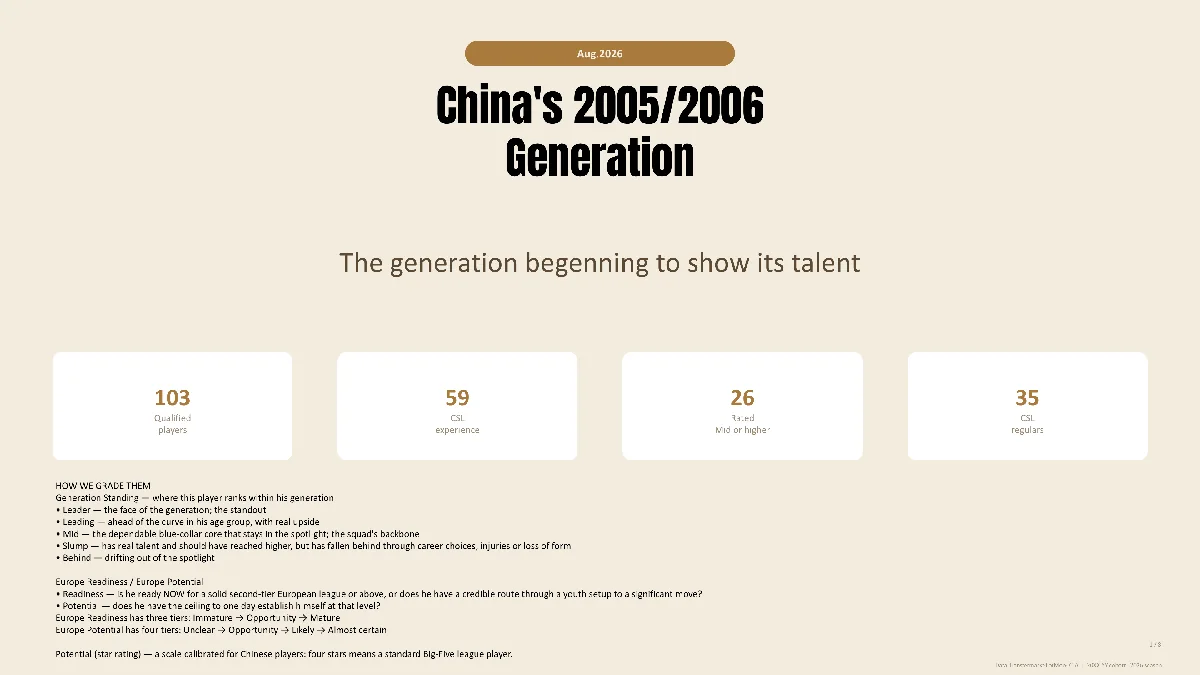 Aug.2026
China's 2005/2006
Generation
The generation begenning to show its talent
103
Qualified
players
59
CSL
experience
26
Rated
Mid or higher
35
CSL
regulars
HOW WE GRADE THEM
Generation Standing — where this player ranks within his generation
• Leader — the face of the generation; the standout
• Leading — ahead of the curve in his age group, with real upside
• Mid — the dependable blue-collar core that stays in the spotlight; the squad's backbone
• Slump — has real talent and should have reached higher, but has fallen behind through career choices, injuries or loss of form
• Behind — drifting out of the spotlight
Europe Readiness / Europe Potential
• Readiness — is he ready NOW for a solid second-tier European league or above, or does he have a credible route through a youth setup to a significant move?
• Potential — does he have the ceiling to one day establish himself at that level?
Europe Readiness has three tiers: Immature → Opportunity → Mature
Europe Potential has four tiers: Unclear → Opportunity → Likely → Almost certain
Potential (star rating) — a scale calibrated for Chinese players: four stars means a standard Big-Five league player.